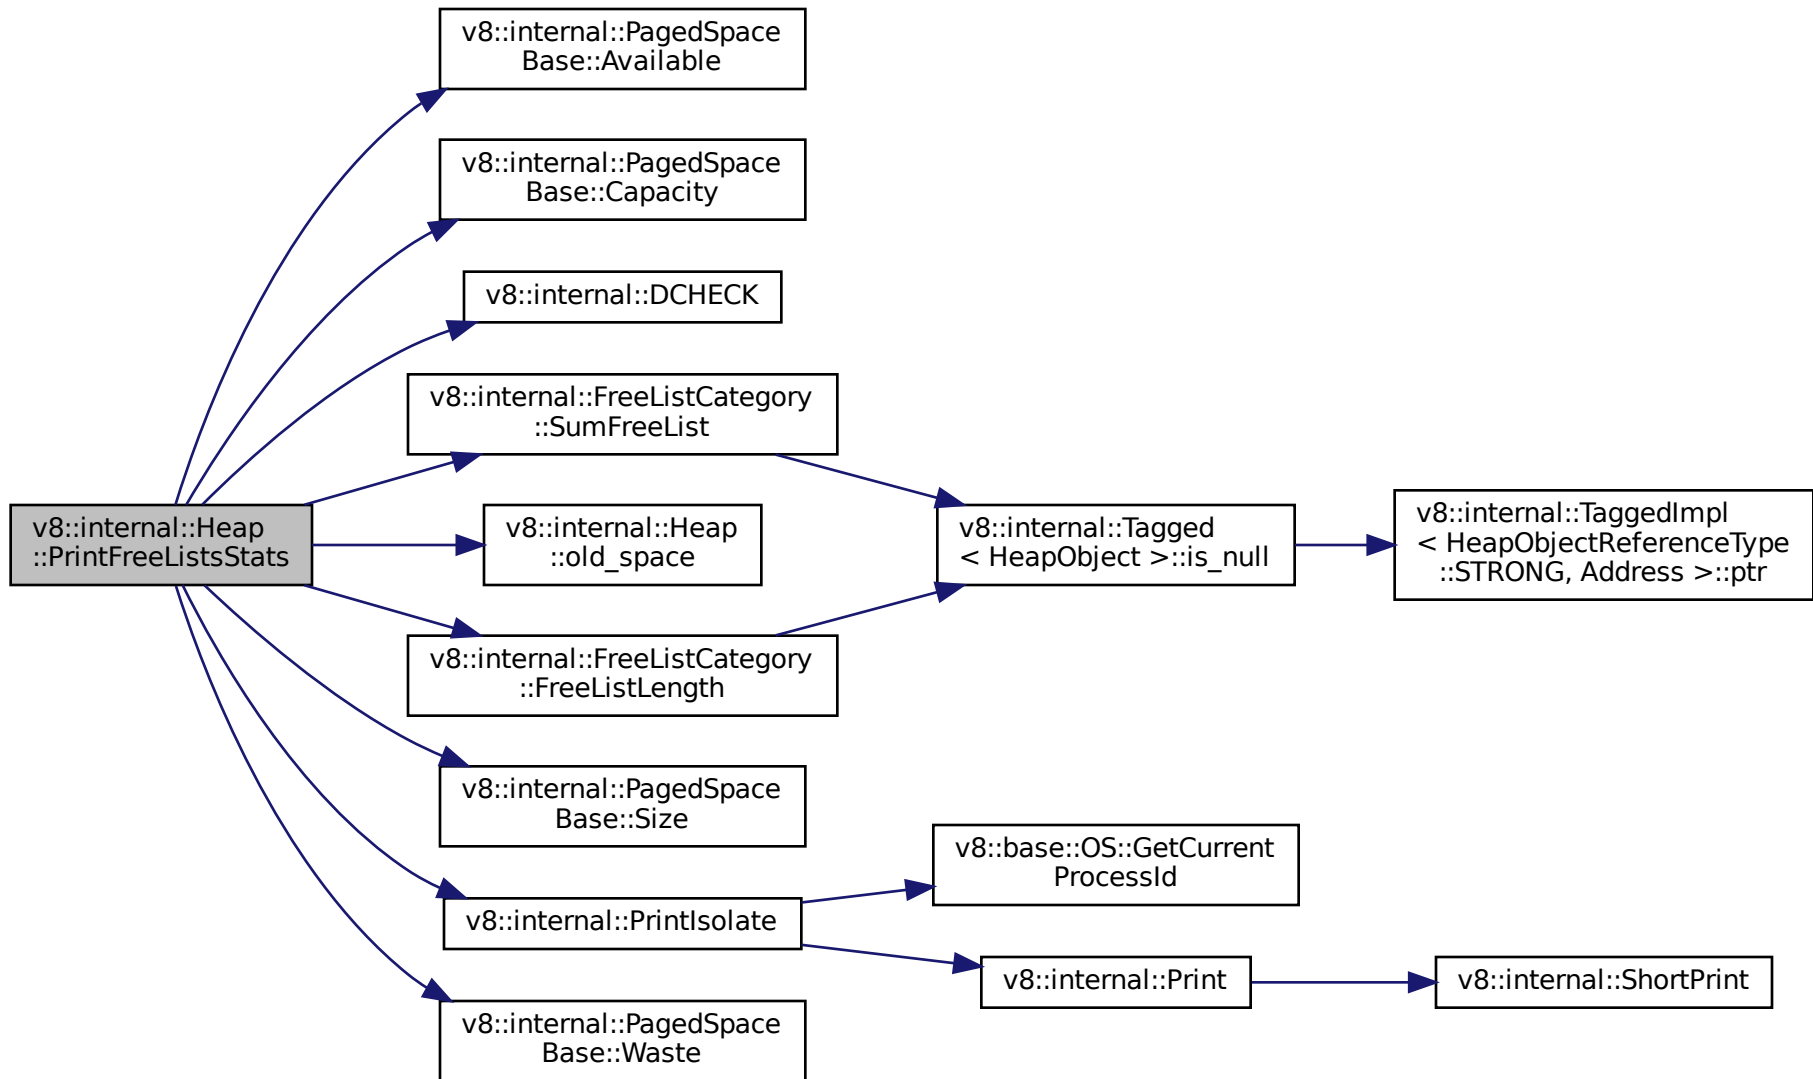 v8::internal::PagedSpace
Base::Available
v8::internal::PagedSpace
Base::Capacity
v8::internal::DCHECK
v8::internal::FreeListCategory
::SumFreeList
v8::internal::Heap
::PrintFreeListsStats
v8::internal::Heap
::old_space
v8::internal::Tagged
< HeapObject >::is_null
v8::internal::TaggedImpl
< HeapObjectReferenceType
::STRONG, Address >::ptr
v8::internal::FreeListCategory
::FreeListLength
v8::internal::PagedSpace
Base::Size
v8::base::OS::GetCurrent
ProcessId
v8::internal::PrintIsolate
v8::internal::Print
v8::internal::ShortPrint
v8::internal::PagedSpace
Base::Waste